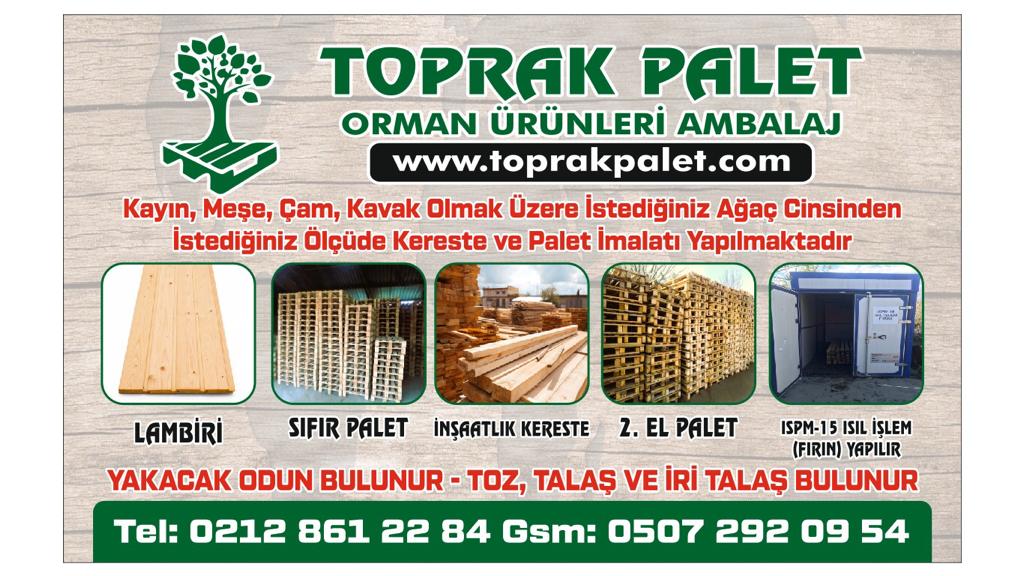 TOPRAK PALET
ORMAN ÜRÜNLERİ AMBALAJ
www.toprakpalet.com
Kayın, Meşe, Çam, Kavak Olmak Üzere İstediğiniz Ağaç Cinsinden
İstediğiniz Ölçüde Kereste ve Palet İmalatı Yapılmaktadır
LAMBİRİ
SIFIR PALET
İNŞAATLIK KERESTE
2. EL PALET
ISPM-15 ISIL İŞLEM
(FIRIN) YAPILIR
YAKACAK ODUN BULUNUR - TOZ, TALAŞ VE İRİ TALAŞ BULUNUR
Tel: 0212 861 22 84 Gsm: 0507 292 09 54